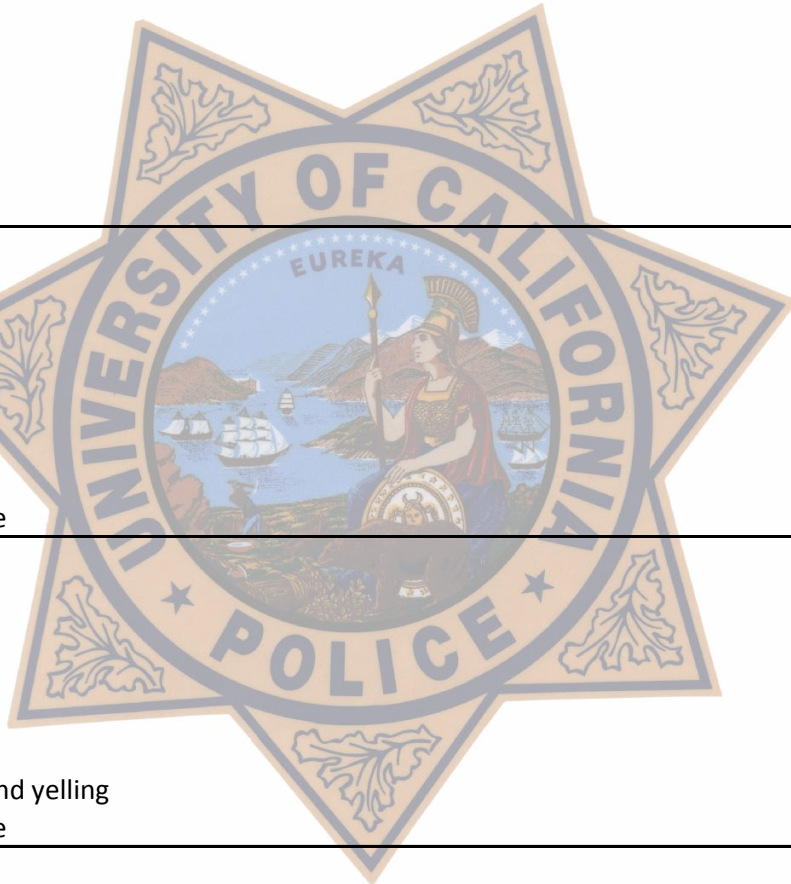 EUREKA
UNIVERSITY OF CALIFORNIA
e
POLICE
nd yelling
e